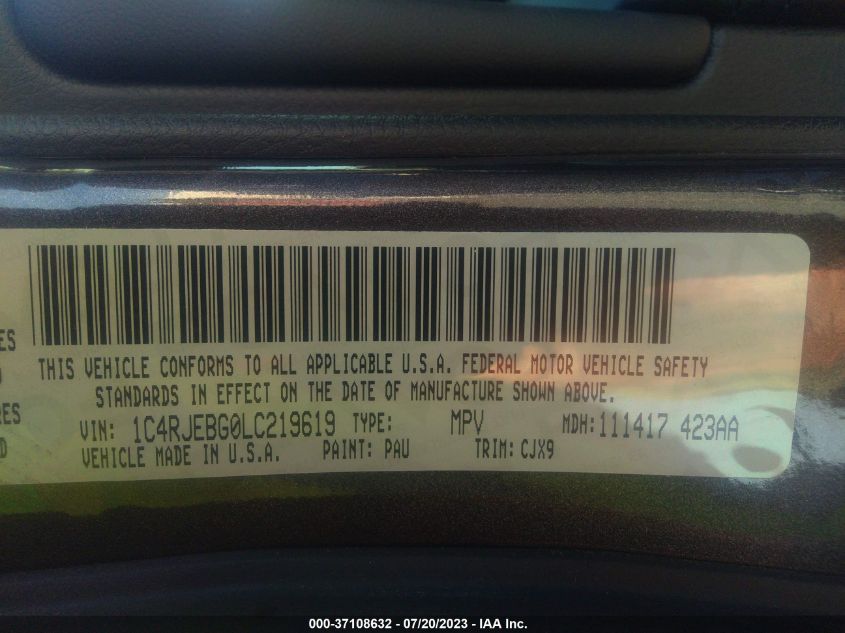 ES
THIS VEHICLE CONFORMS TO ALL APPLICABLE U.S.A. FEDERAL MOTOR VEHICLE SAFETY
STANDARDS IN EFFECT ON THE DATE OF MANUFACTURE SHOWN ABOVE.
RES
VIN: 1C4RJEBG0LC219619 TYPE: MPV MDH: 111417 423AA
D
VEHICLE MADE IN U.S.A. PAINT: PAU TRIM: CJX9
000-37108632 - 07/20/2023 - IAA Inc.